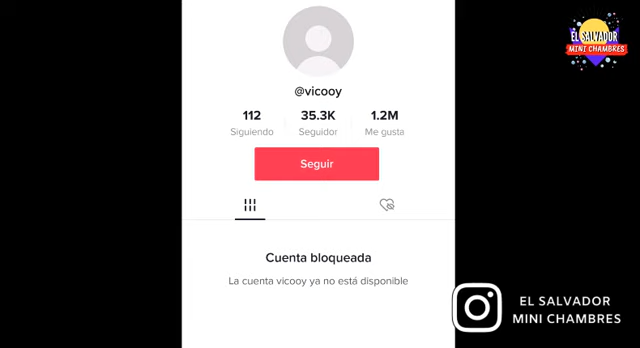 EL SALVADOR
MINI CHAMBRES
@vicooy
112 35.3K 1.2M
Siguiendo Seguidor Me gusta
Seguir
Cuenta bloqueada
La cuenta vicooy ya no está disponible
EL SALVADOR
MINI CHAMBRES